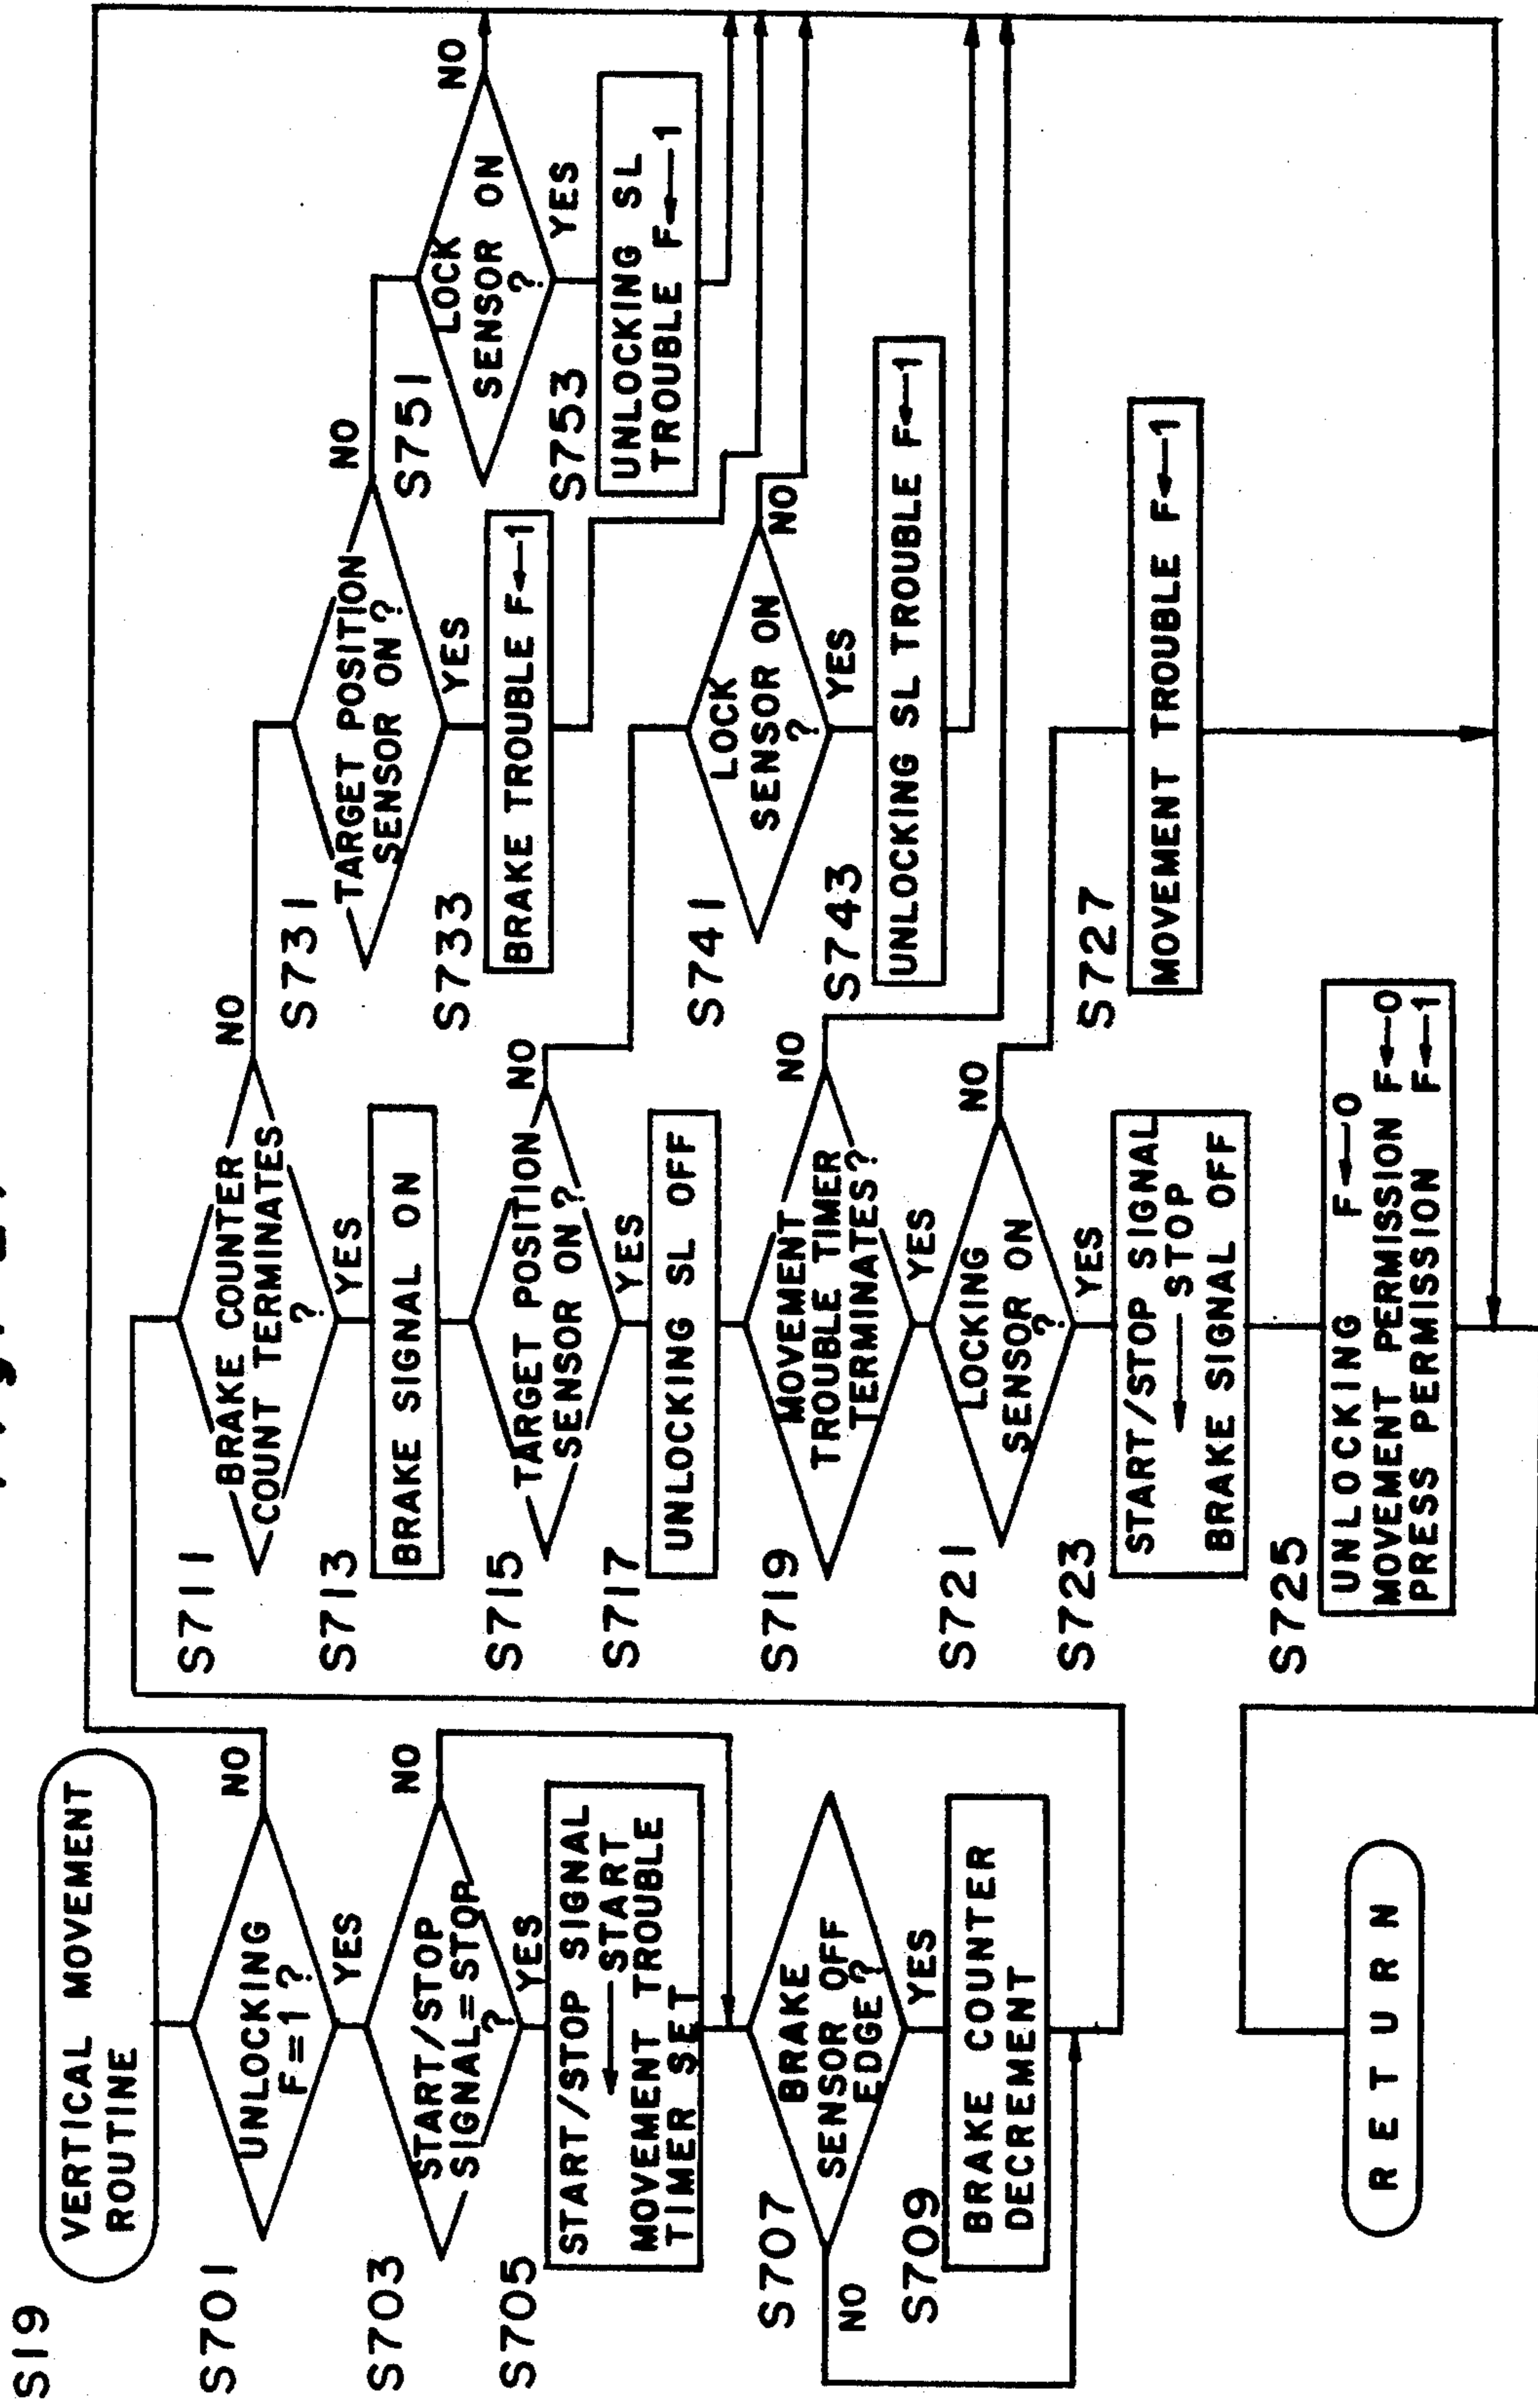 S19
VERTICAL MOVEMENT
ROUTINE
S701
UNLOCKING
F=1?
NO
YES
S703
START/STOP
SIGNAL=STOP
?
NO
YES
S705
START/STOP SIGNAL
←START
MOVEMENT TROUBLE
TIMER SET
S707
BRAKE
SENSOR OFF
EDGE?
NO
YES
S709
BRAKE COUNTER
DECREMENT
S711
BRAKE COUNTER
COUNT TERMINATES
?
NO
YES
S713
BRAKE SIGNAL ON
S715
TARGET POSITION
SENSOR ON?
NO
YES
S717
UNLOCKING SL OFF
S719
MOVEMENT
TROUBLE TIMER
TERMINATES?
NO
YES
S721
LOCKING
SENSOR ON
?
NO
YES
S723
START/STOP SIGNAL
←STOP
BRAKE SIGNAL OFF
S725
UNLOCKING F←0
MOVEMENT PERMISSION F←0
PRESS PERMISSION F←1
S731
TARGET POSITION
SENSOR ON?
NO
YES
S733
BRAKE TROUBLE F←1
S741
LOCK
SENSOR ON
?
NO
YES
S743
UNLOCKING SL TROUBLE F←1
S727
MOVEMENT TROUBLE F←1
S751
LOCK
SENSOR ON
?
NO
YES
S753
UNLOCKING SL
TROUBLE F←1
RETURN